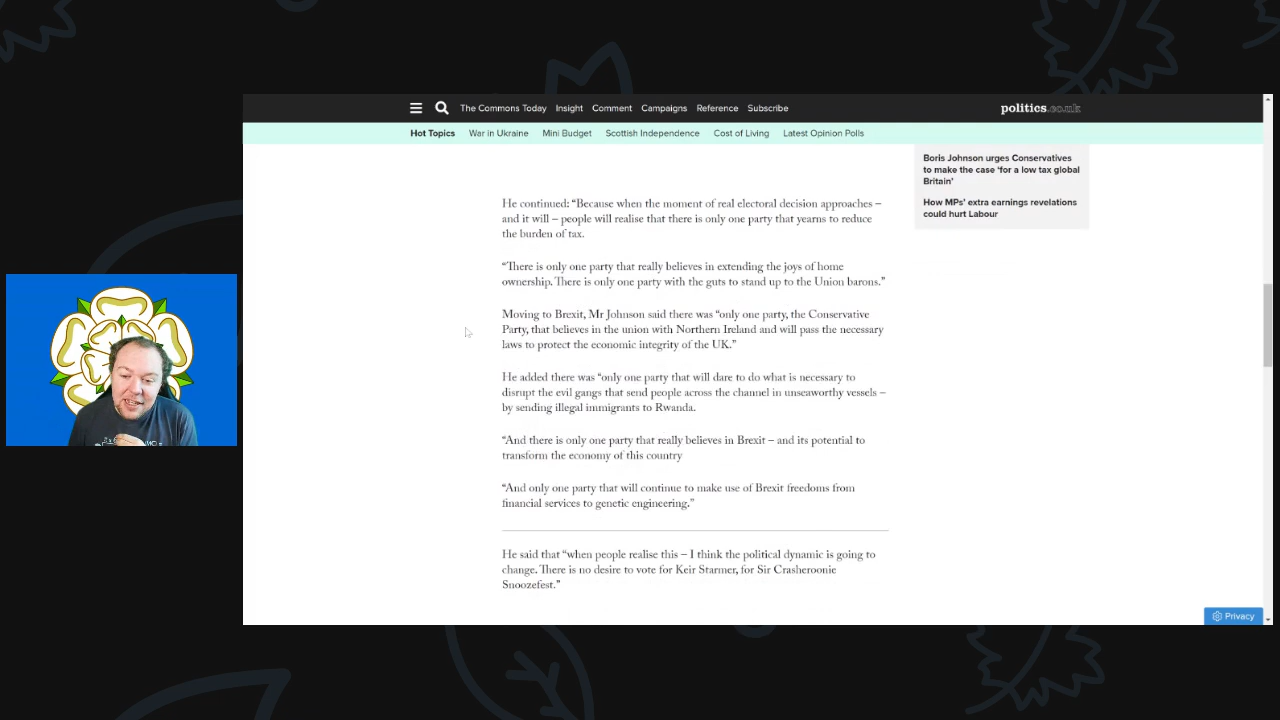 The Commons Today Insight Comment Campaigns Reference Subscribe
politics.co.uk
Hot Topics War in Ukraine Mini Budget Scottish Independence Cost of Living Latest Opinion Polls
Boris Johnson urges Conservatives
to make the case ‘for a low tax global
Britain’
How MPs’ extra earnings revelations
could hurt Labour
He continued: “Because when the moment of real electoral decision approaches –
and it will – people will realise that there is only one party that yearns to reduce
the burden of tax.
“There is only one party that really believes in extending the joys of home
ownership. There is only one party with the guts to stand up to the Union barons.”
Moving to Brexit, Mr Johnson said there was “only one party, the Conservative
Party, that believes in the union with Northern Ireland and will pass the necessary
laws to protect the economic integrity of the UK.”
He added there was “only one party that will dare to do what is necessary to
disrupt the evil gangs that send people across the channel in unseaworthy vessels –
by sending illegal immigrants to Rwanda.
“And there is only one party that really believes in Brexit – and its potential to
transform the economy of this country
“And only one party that will continue to make use of Brexit freedoms from
financial services to genetic engineering.”
He said that “when people realise this – I think the political dynamic is going to
change. There is no desire to vote for Keir Starmer, for Sir Crasheroonie
Snoozefest.”
Privacy